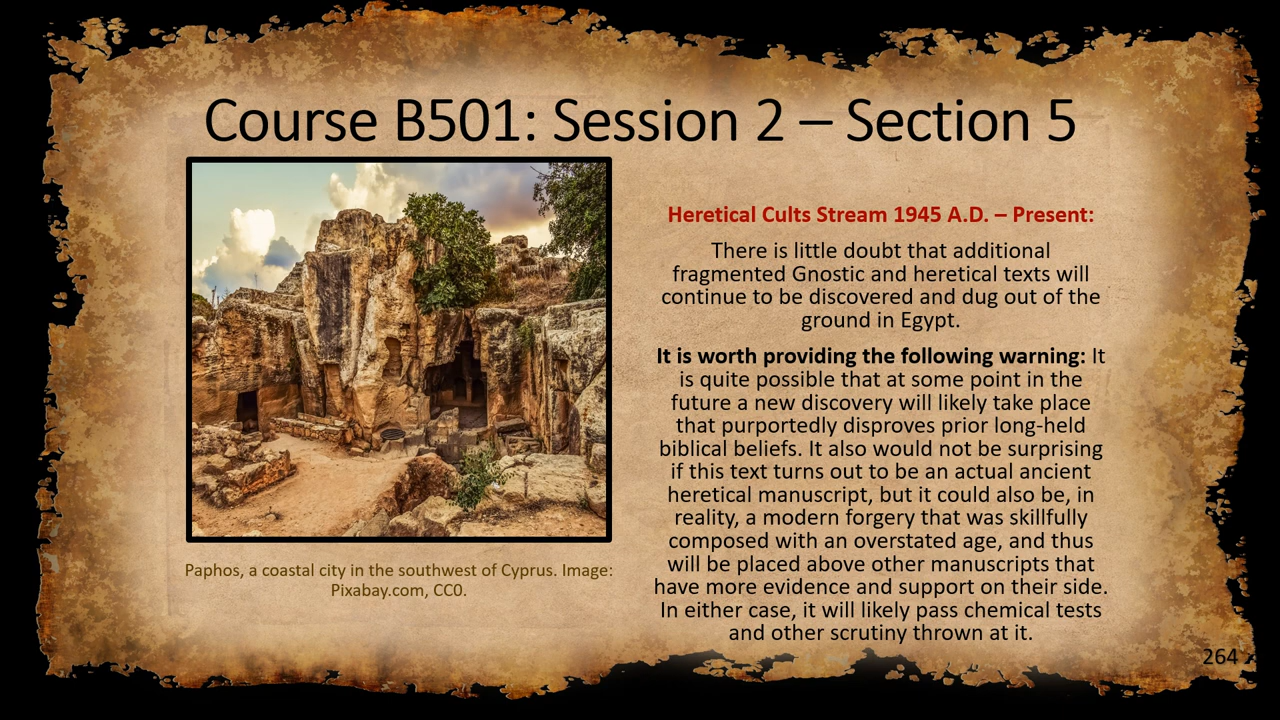 Course B501: Session 2 – Section 5
Heretical Cults Stream 1945 A.D. – Present:
There is little doubt that additional
fragmented Gnostic and heretical texts will
continue to be discovered and dug out of the
ground in Egypt.
It is worth providing the following warning: It
is quite possible that at some point in the
future a new discovery will likely take place
that purportedly disproves prior long-held
biblical beliefs. It also would not be surprising
if this text turns out to be an actual ancient
heretical manuscript, but it could also be, in
reality, a modern forgery that was skillfully
composed with an overstated age, and thus
will be placed above other manuscripts that
have more evidence and support on their side.
In either case, it will likely pass chemical tests
and other scrutiny thrown at it.
Paphos, a coastal city in the southwest of Cyprus. Image:
Pixabay.com, CC0.
264